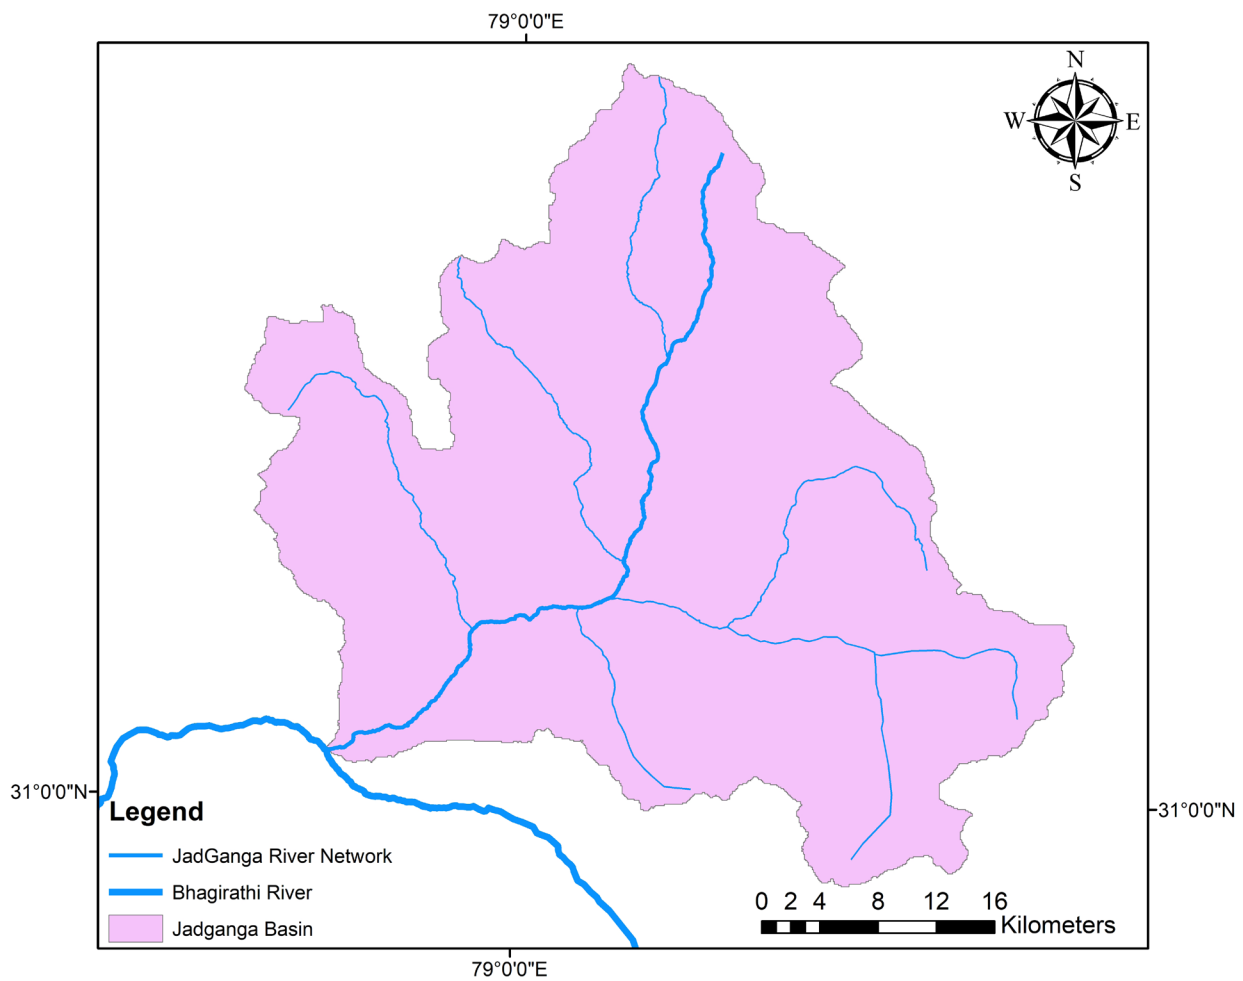 79°0'0"E
N
W E
S
31°0'0"N
31°0'0"N
Legend
JadGanga River Network
Bhagirathi River
Jadganga Basin
0 2 4 8 12 16
Kilometers
79°0'0"E